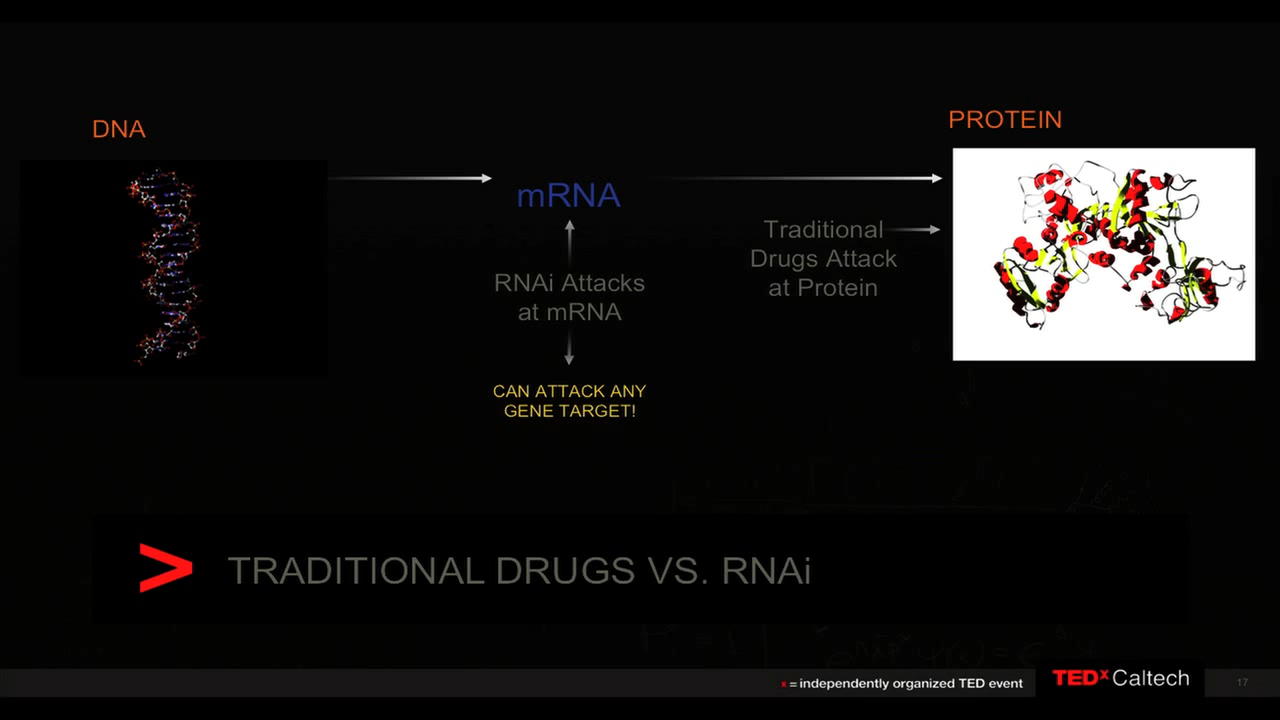 DNA
PROTEIN
mRNA
Traditional
Drugs Attack
at Protein
RNAi Attacks
at mRNA
CAN ATTACK ANY
GENE TARGET!
> TRADITIONAL DRUGS VS. RNAi
x = independently organized TED event
TEDx Caltech
17